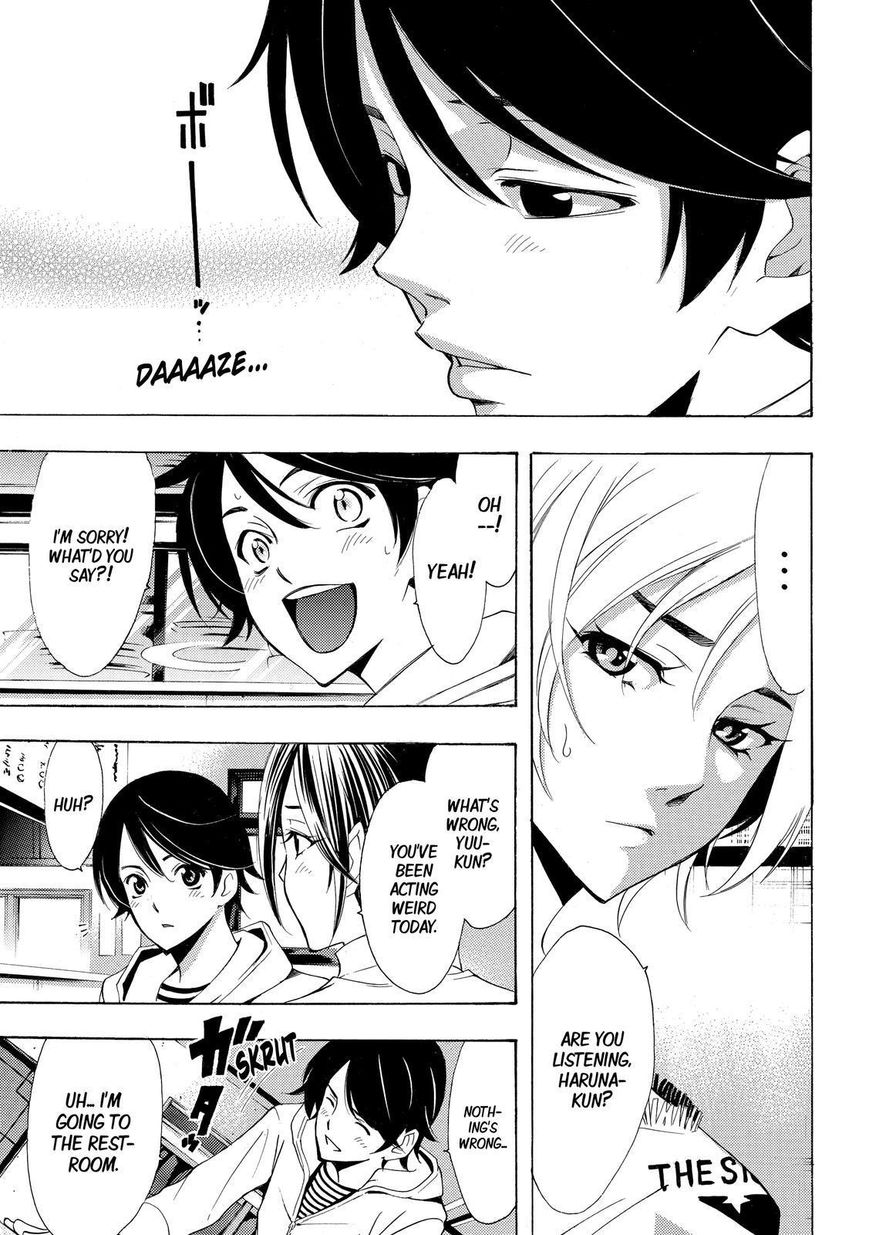 ボーーッ…
DAAAAZE...
...
ARE YOU
LISTENING,
HARUNA-
KUN?
THE S
OH
--!
YEAH!
I'M SORRY!
WHAT'D YOU
SAY?!
WHAT'S
WRONG,
YUU-
KUN?
YOU'VE
BEEN
ACTING
WEIRD
TODAY.
HUH?
NOTH-
ING'S
WRONG...
ガタッ
SKRUT
UH... I'M
GOING TO
THE REST-
ROOM.